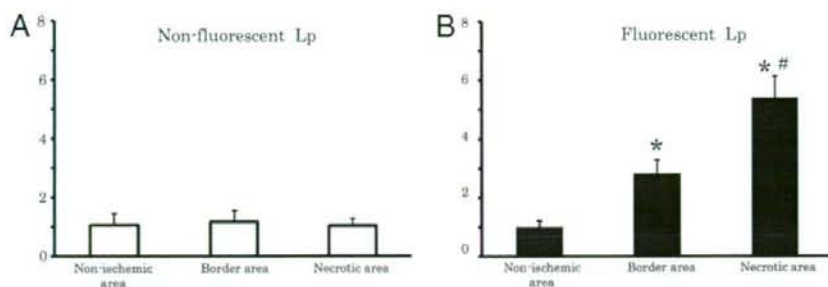 A
Non-fluorescent Lp
8
6
4
2
0
Non-ischemic
area
Border area
Necrotic area
B
Fluorescent Lp
8
6
4
2
0
*
* #
Non-ischemic
area
Border area
Necrotic area